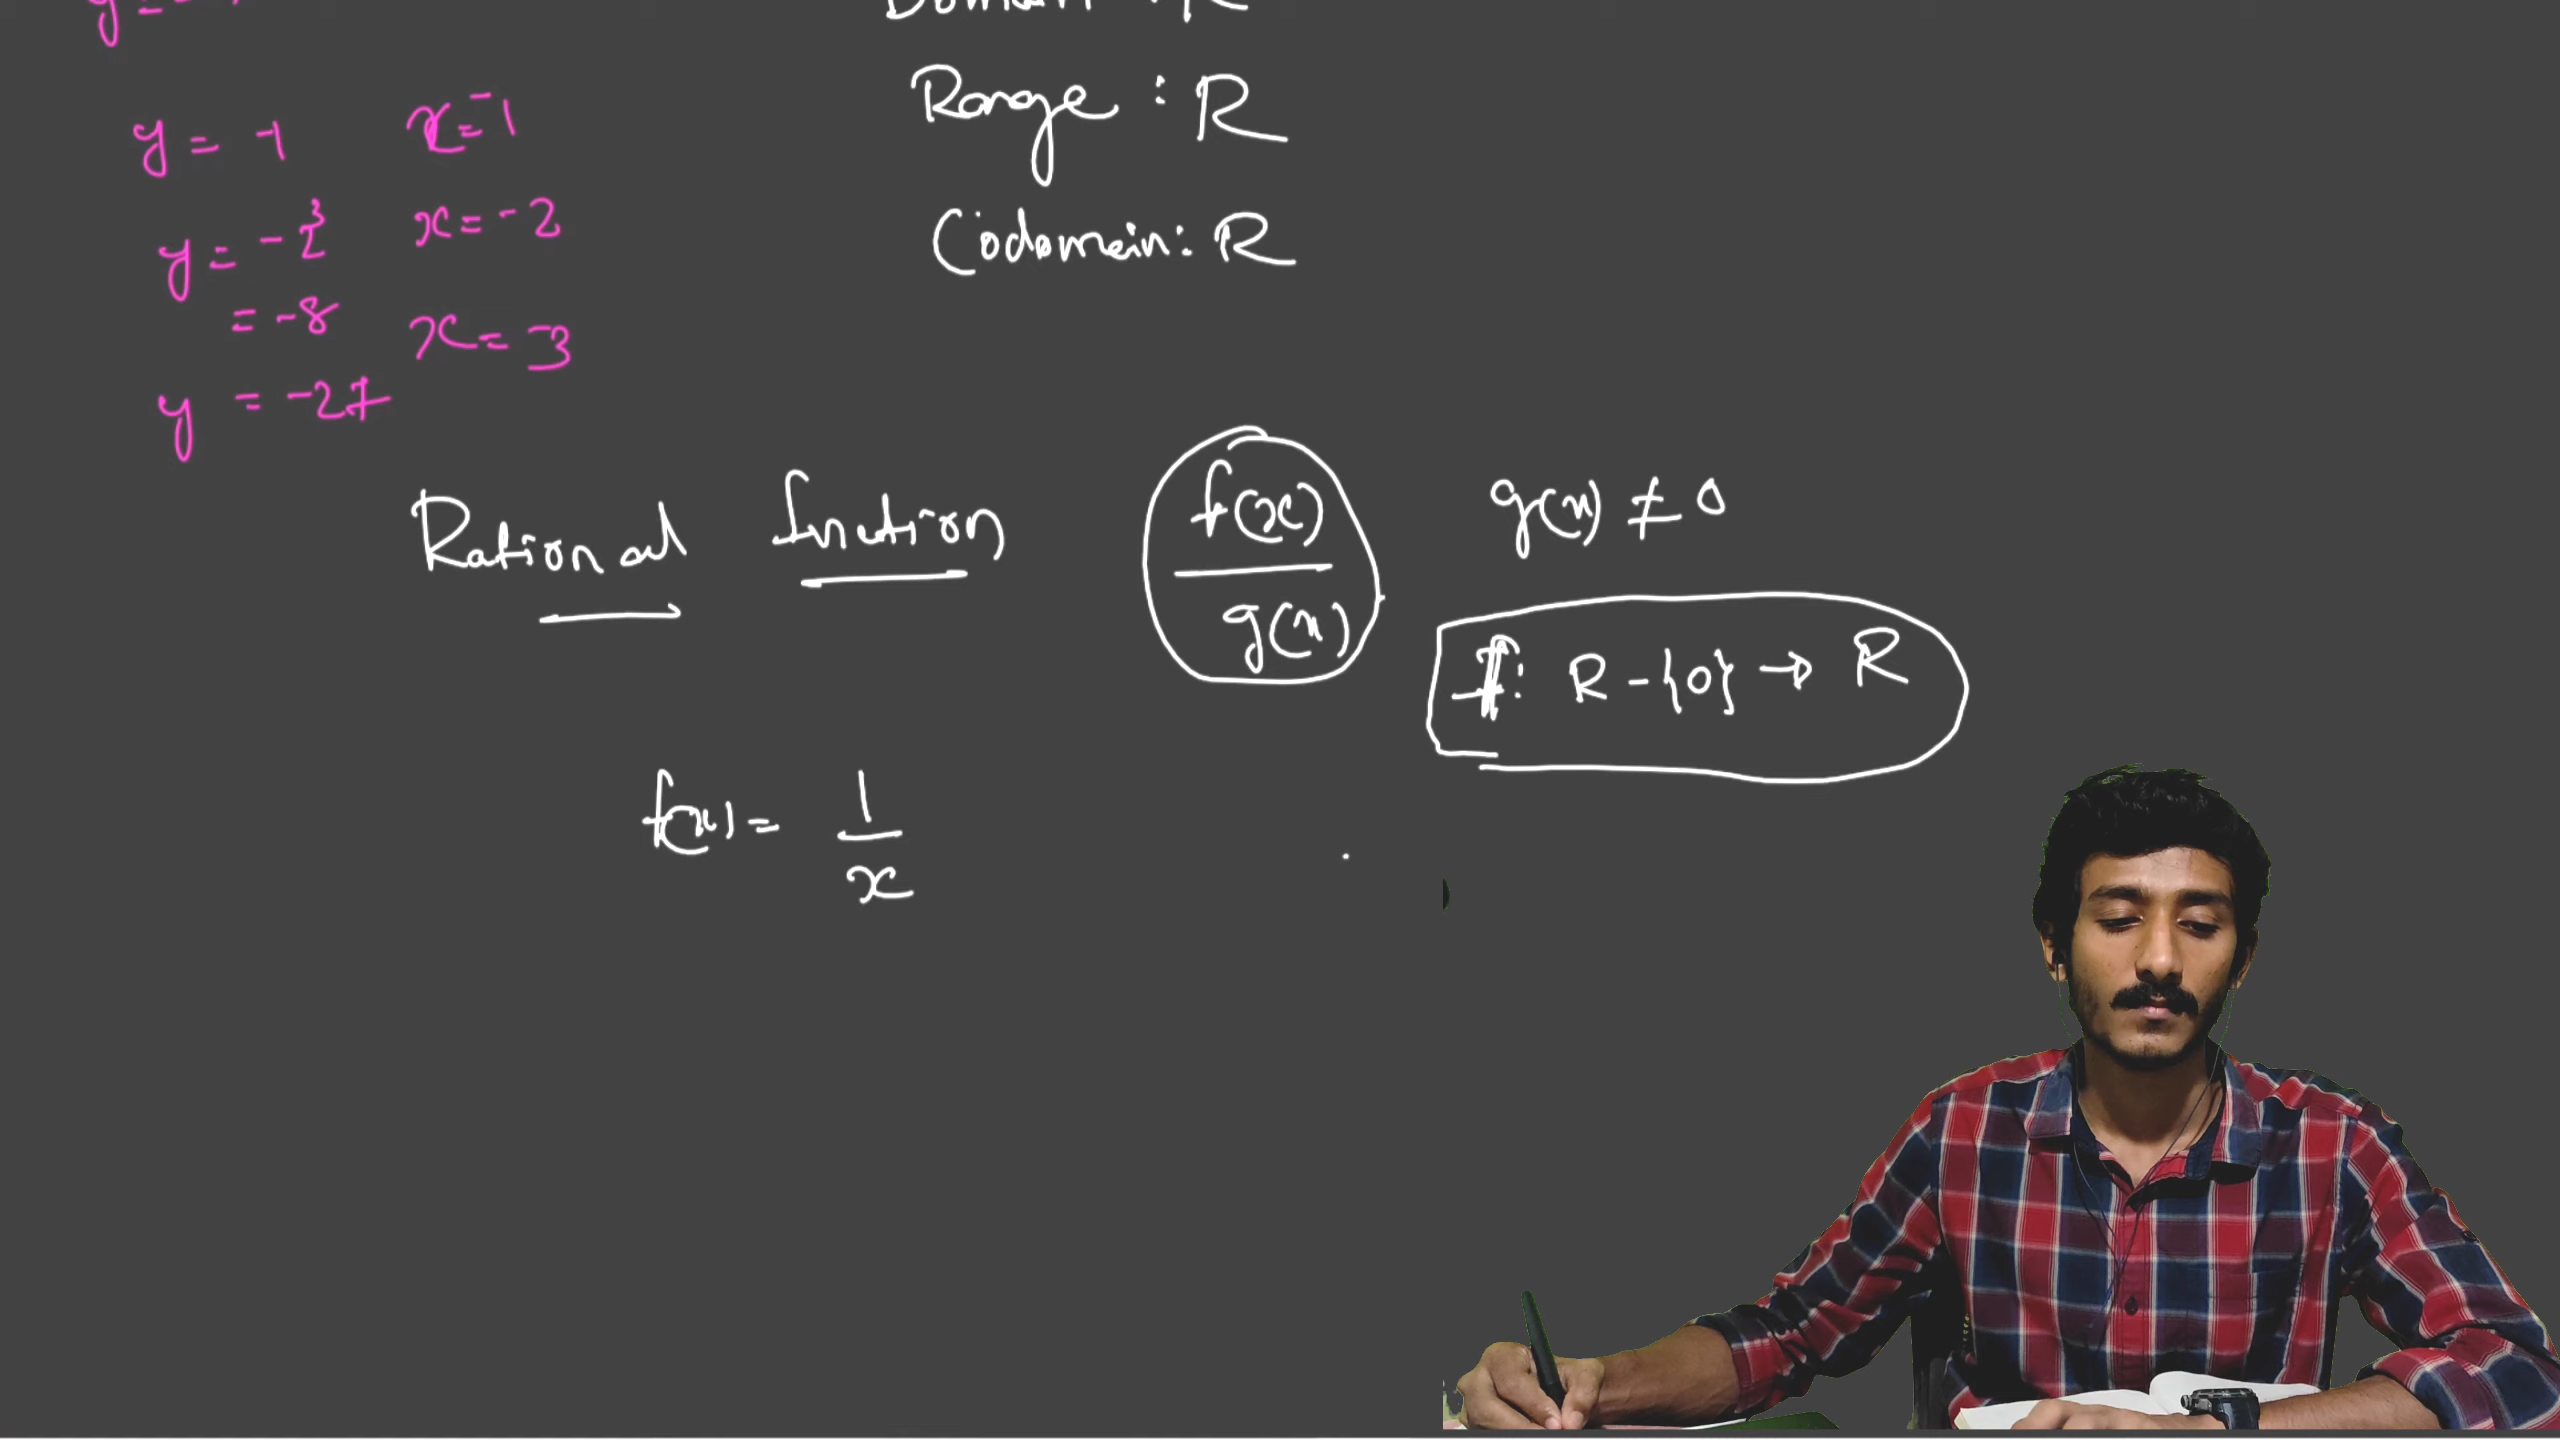 y = -1 x = -1
y = -2³ x = -2
= -8 x = -3
y = -27
Range : R
Codomain : R
Rational function f(x)/g(x) g(x) ≠ 0
f: R - {0} → R
f(x) = 1/x